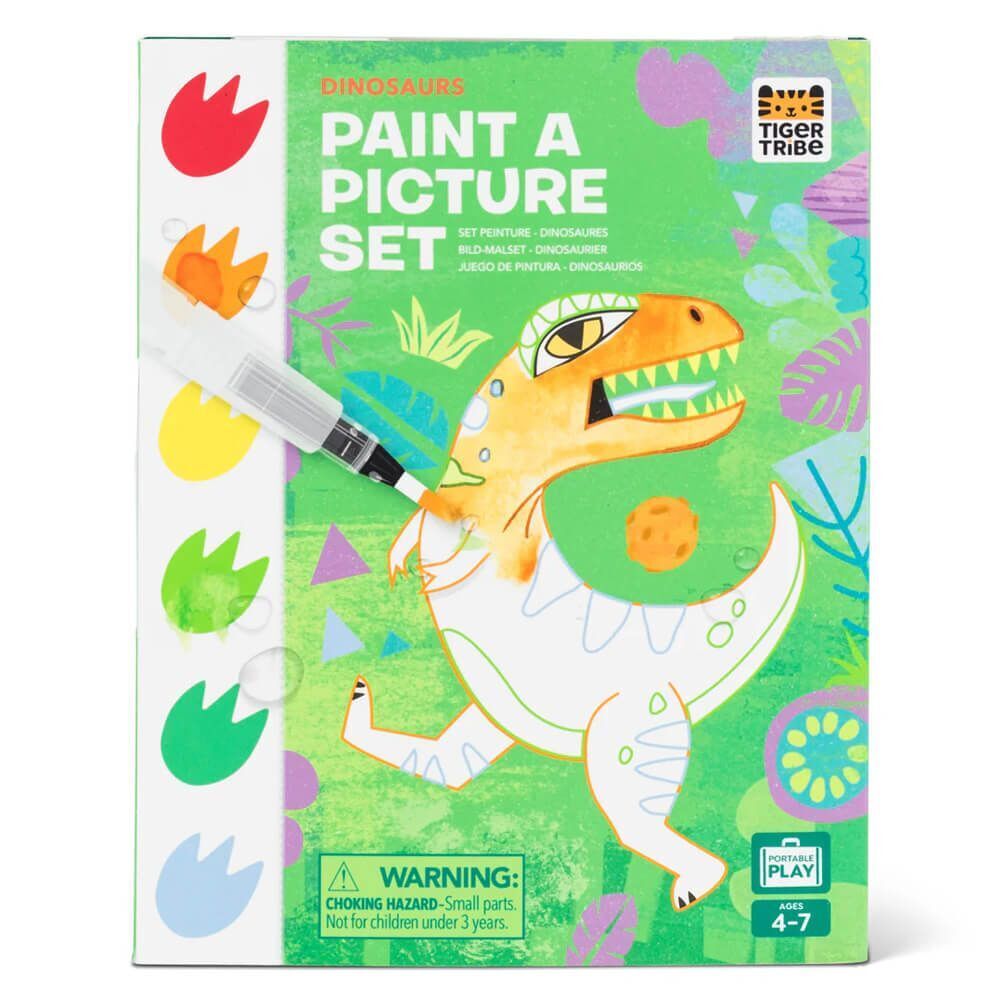 DINOSAURS
PAINT A
PICTURE
SET
SET PEINTURE - DINOSAURES
BILD-MALSET - DINOSAURIER
JUEGO DE PINTURA - DINOSAURIOS
TIGER
TRiBe
WARNING:
CHOKING HAZARD-Small parts.
Not for children under 3 years.
PORTABLE
PLAY
AGES
4-7